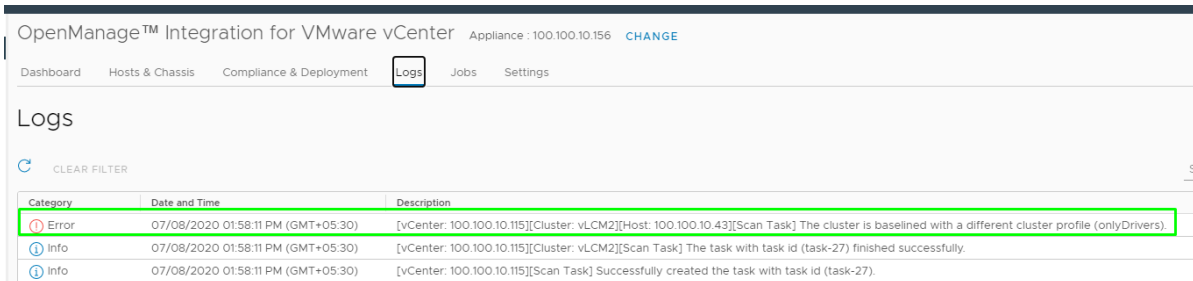 OpenManage™ Integration for VMware vCenter Appliance : 100.100.10.156 CHANGE
Dashboard Hosts & Chassis Compliance & Deployment Logs Jobs Settings
Logs
CLEAR FILTER
Category Date and Time Description
Error 07/08/2020 01:58:11 PM (GMT+05:30) [vCenter: 100.100.10.115][Cluster: vLCM2][Host: 100.100.10.43][Scan Task] The cluster is baselined with a different cluster profile (onlyDrivers).
Info 07/08/2020 01:58:11 PM (GMT+05:30) [vCenter: 100.100.10.115][Cluster: vLCM2][Scan Task] The task with task id (task-27) finished successfully.
Info 07/08/2020 01:58:11 PM (GMT+05:30) [vCenter: 100.100.10.115][Scan Task] Successfully created the task with task id (task-27).